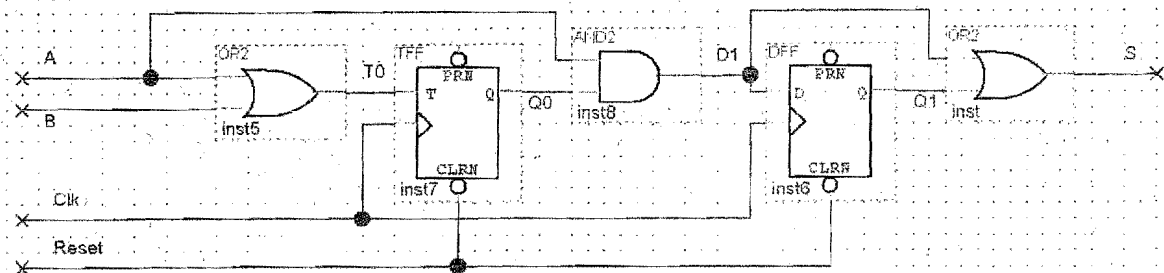 A
OR2
T0
TFF
PRN
T
Q
Q0
CLRN
inst7
AND2
inst8
D1
DFF
PRN
D
Q
Q1
CLRN
inst6
OR2
inst
S
B
inst5
Clk
Reset